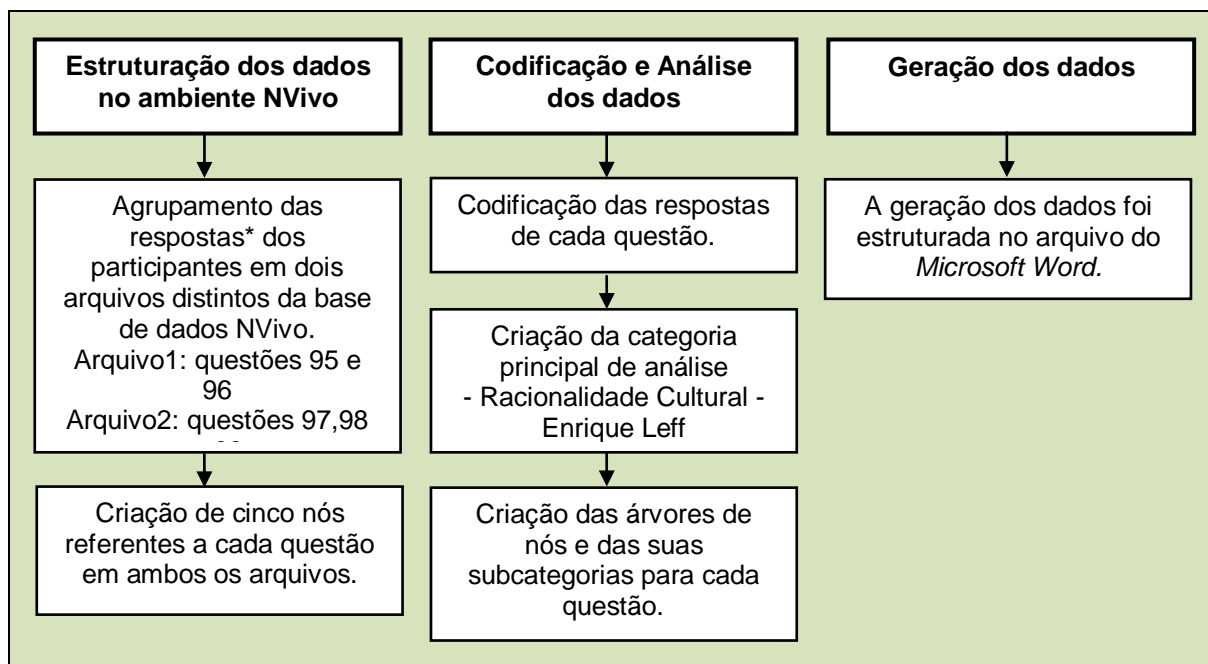 Estruturação dos dados
no ambiente NVivo
Agrupamento das
respostas* dos
participantes em dois
arquivos distintos da base
de dados NVivo.
Arquivo1: questões 95 e
96
Arquivo2: questões 97,98
Criação de cinco nós
referentes a cada questão
em ambos os arquivos.
Codificação e Análise
dos dados
Codificação das respostas
de cada questão.
Criação da categoria
principal de análise
- Racionalidade Cultural -
Enrique Leff
Criação das árvores de
nós e das suas
subcategorias para cada
questão.
Geração dos dados
A geração dos dados foi
estruturada no arquivo do
Microsoft Word.